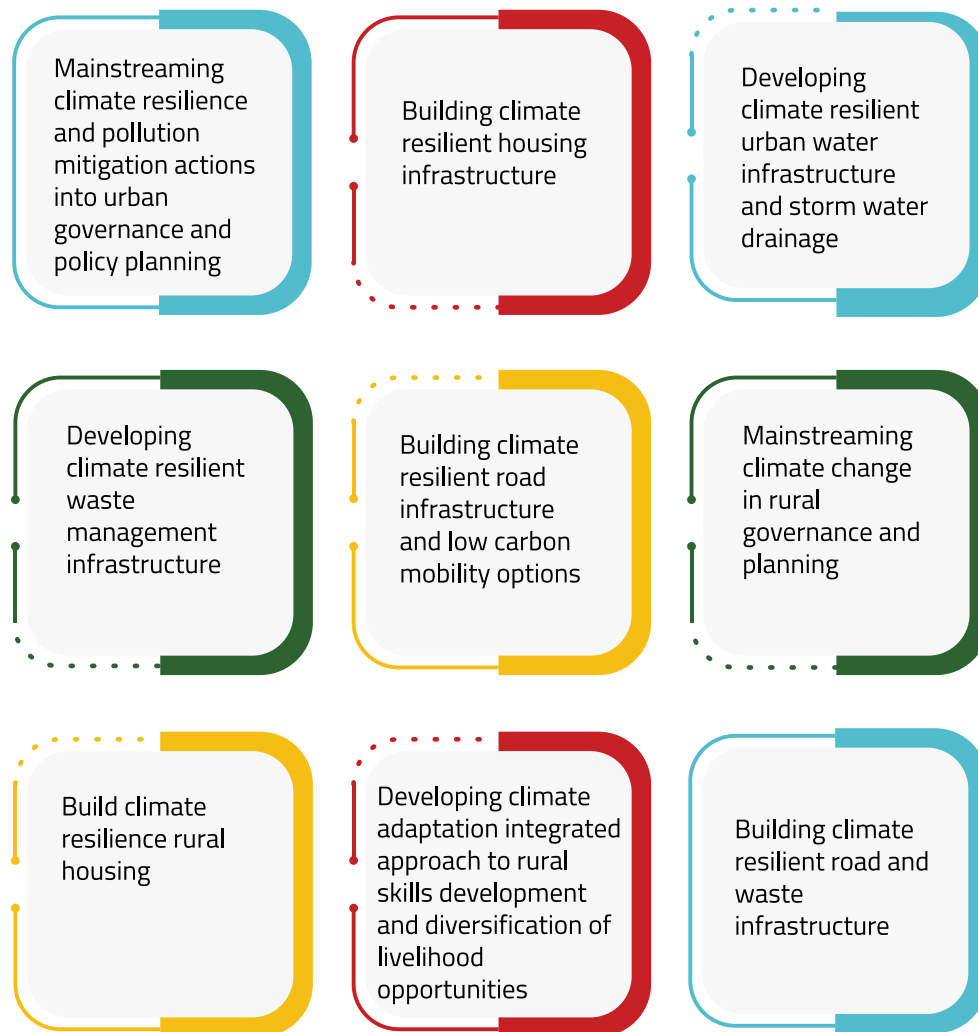 Mainstreaming
climate resilience
and pollution
mitigation actions
into urban
governance and
policy planning
Building climate
resilient housing
infrastructure
Developing
climate resilient
urban water
infrastructure
and storm water
drainage
Developing
climate resilient
waste
management
infrastructure
Building climate
resilient road
infrastructure
and low carbon
mobility options
Mainstreaming
climate change
in rural
governance and
planning
Build climate
resilience rural
housing
Developing climate
adaptation integrated
approach to rural
skills development
and diversification of
livelihood
opportunities
Building climate
resilient road and
waste
infrastructure